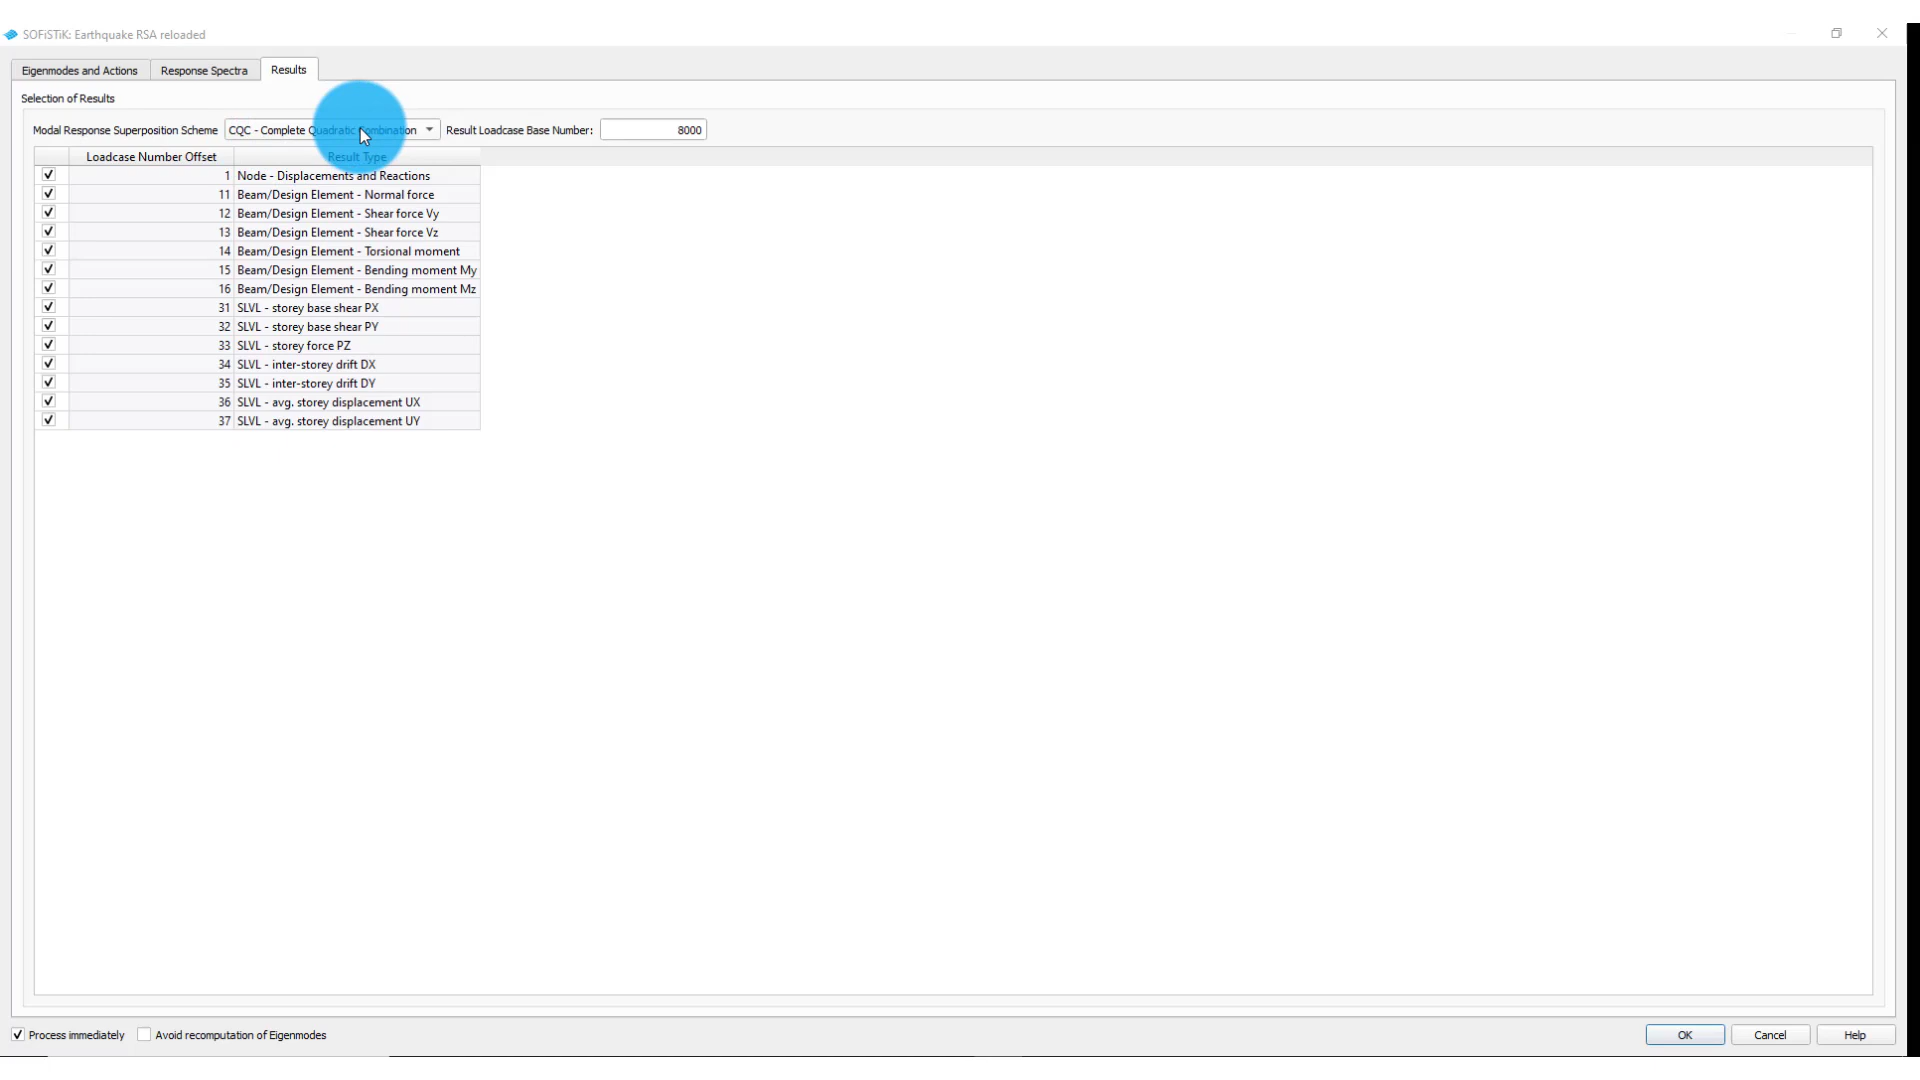 SOFiSTiK: Earthquake RSA reloaded
Eigenmodes and Actions Response Spectra Results
Selection of Results
Modal Response Superposition Scheme CQC - Complete Quadratic Combination Result Loadcase Base Number: 8000
Loadcase Number Offset Result Type
1 Node - Displacements and Reactions
11 Beam/Design Element - Normal force
12 Beam/Design Element - Shear force Vy
13 Beam/Design Element - Shear force Vz
14 Beam/Design Element - Torsional moment
15 Beam/Design Element - Bending moment My
16 Beam/Design Element - Bending moment Mz
31 SLVL - storey base shear PX
32 SLVL - storey base shear PY
33 SLVL - storey force PZ
34 SLVL - inter-storey drift DX
35 SLVL - inter-storey drift DY
36 SLVL - avg. storey displacement UX
37 SLVL - avg. storey displacement UY
Process immediately Avoid recomputation of Eigenmodes OK Cancel Help